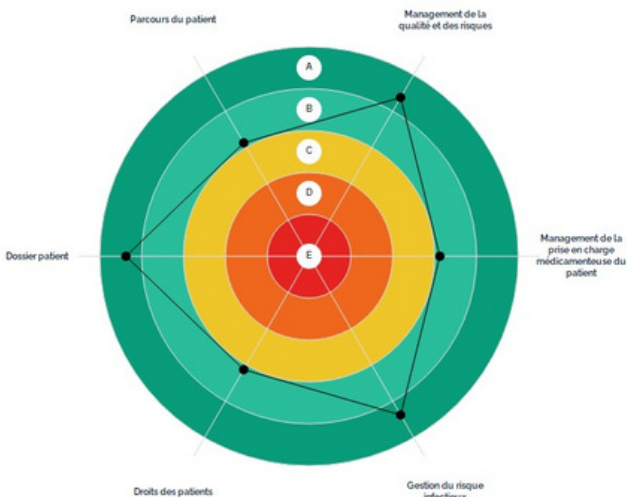 Parcours du patient
Management de la
qualité et des risques
A
B
C
D
E
Dossier patient
Management de la
prise en charge
médicamenteuse du
patient
Droits des patients
Gestion du risque
infectieux